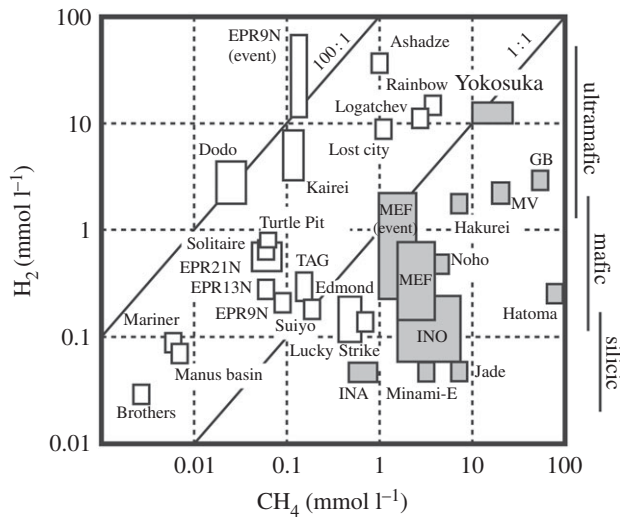 100
10
1
0.1
0.01
H2 (mmol l–1)
EPR9N
(event)
100 : 1
Ashadze
1:1
Rainbow
Yokosuka
Logatchev
Lost city
Dodo
Kairei
GB
MV
MEF
(event)
Hakurei
Turtle Pit
Solitaire
EPR21N
TAG
Edmond
MEF
Noho
EPR13N
EPR9N
Suiyo
Hatoma
Mariner
Lucky Strike
INO
Manus basin
INA
Minami-E
Jade
Brothers
ultramafic
mafic
silicic
0.01
0.1
1
10
100
CH4 (mmol l–1)